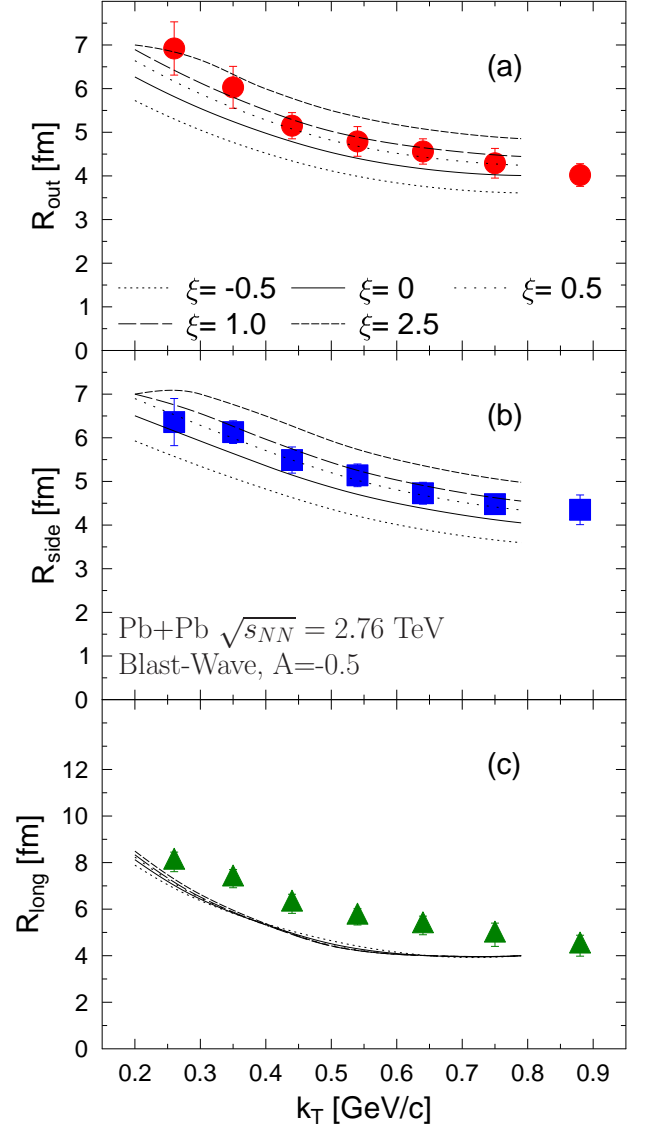 7
(a)
6
5
4
R_out [fm]
3
2
ξ= -0.5 ξ= 0 ξ= 0.5
ξ= 1.0 ξ= 2.5
1
0
7
(b)
6
5
4
R_side [fm]
3
2
Pb+Pb √s_NN = 2.76 TeV
Blast-Wave, A=-0.5
1
0
12
(c)
10
8
R_long [fm]
6
4
2
0
0.2 0.3 0.4 0.5 0.6 0.7 0.8 0.9
k_T [GeV/c]